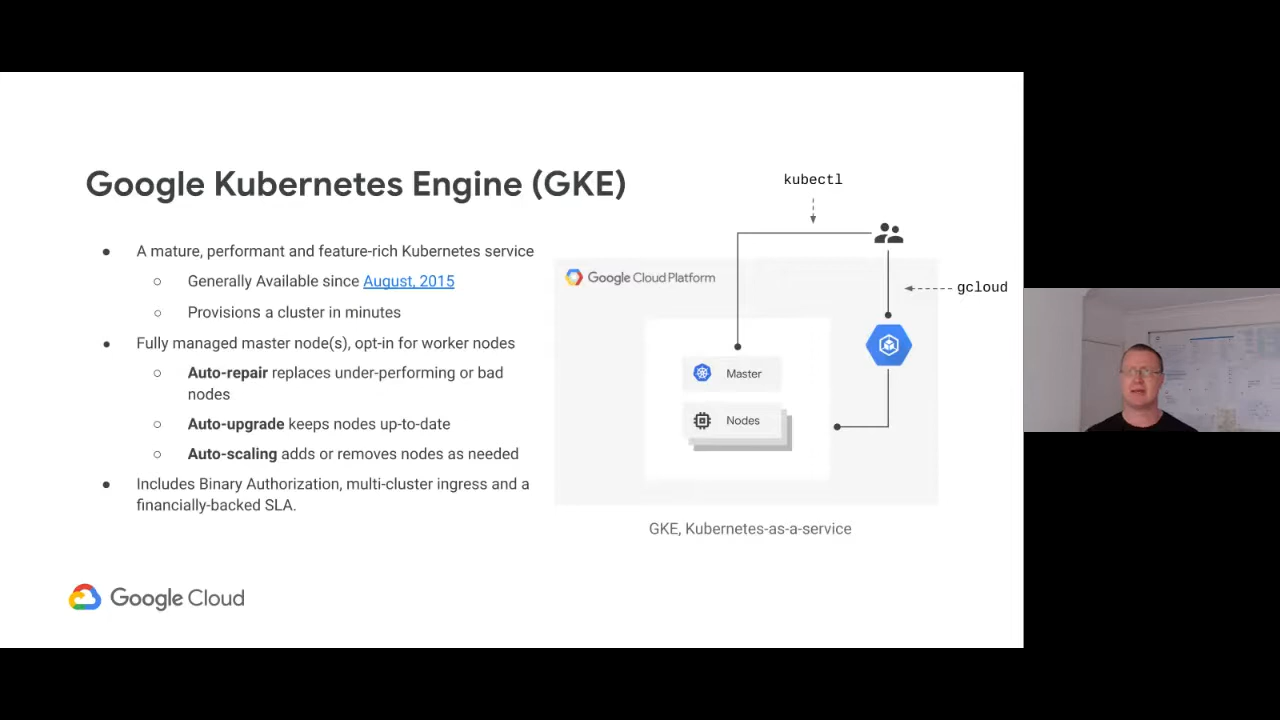 Google Kubernetes Engine (GKE)
● A mature, performant and feature-rich Kubernetes service
○ Generally Available since August, 2015
○ Provisions a cluster in minutes
● Fully managed master node(s), opt-in for worker nodes
○ Auto-repair replaces under-performing or bad
nodes
○ Auto-upgrade keeps nodes up-to-date
○ Auto-scaling adds or removes nodes as needed
● Includes Binary Authorization, multi-cluster ingress and a
financially-backed SLA.
kubectl
Google Cloud Platform
gcloud
Master
Nodes
GKE, Kubernetes-as-a-service
Google Cloud